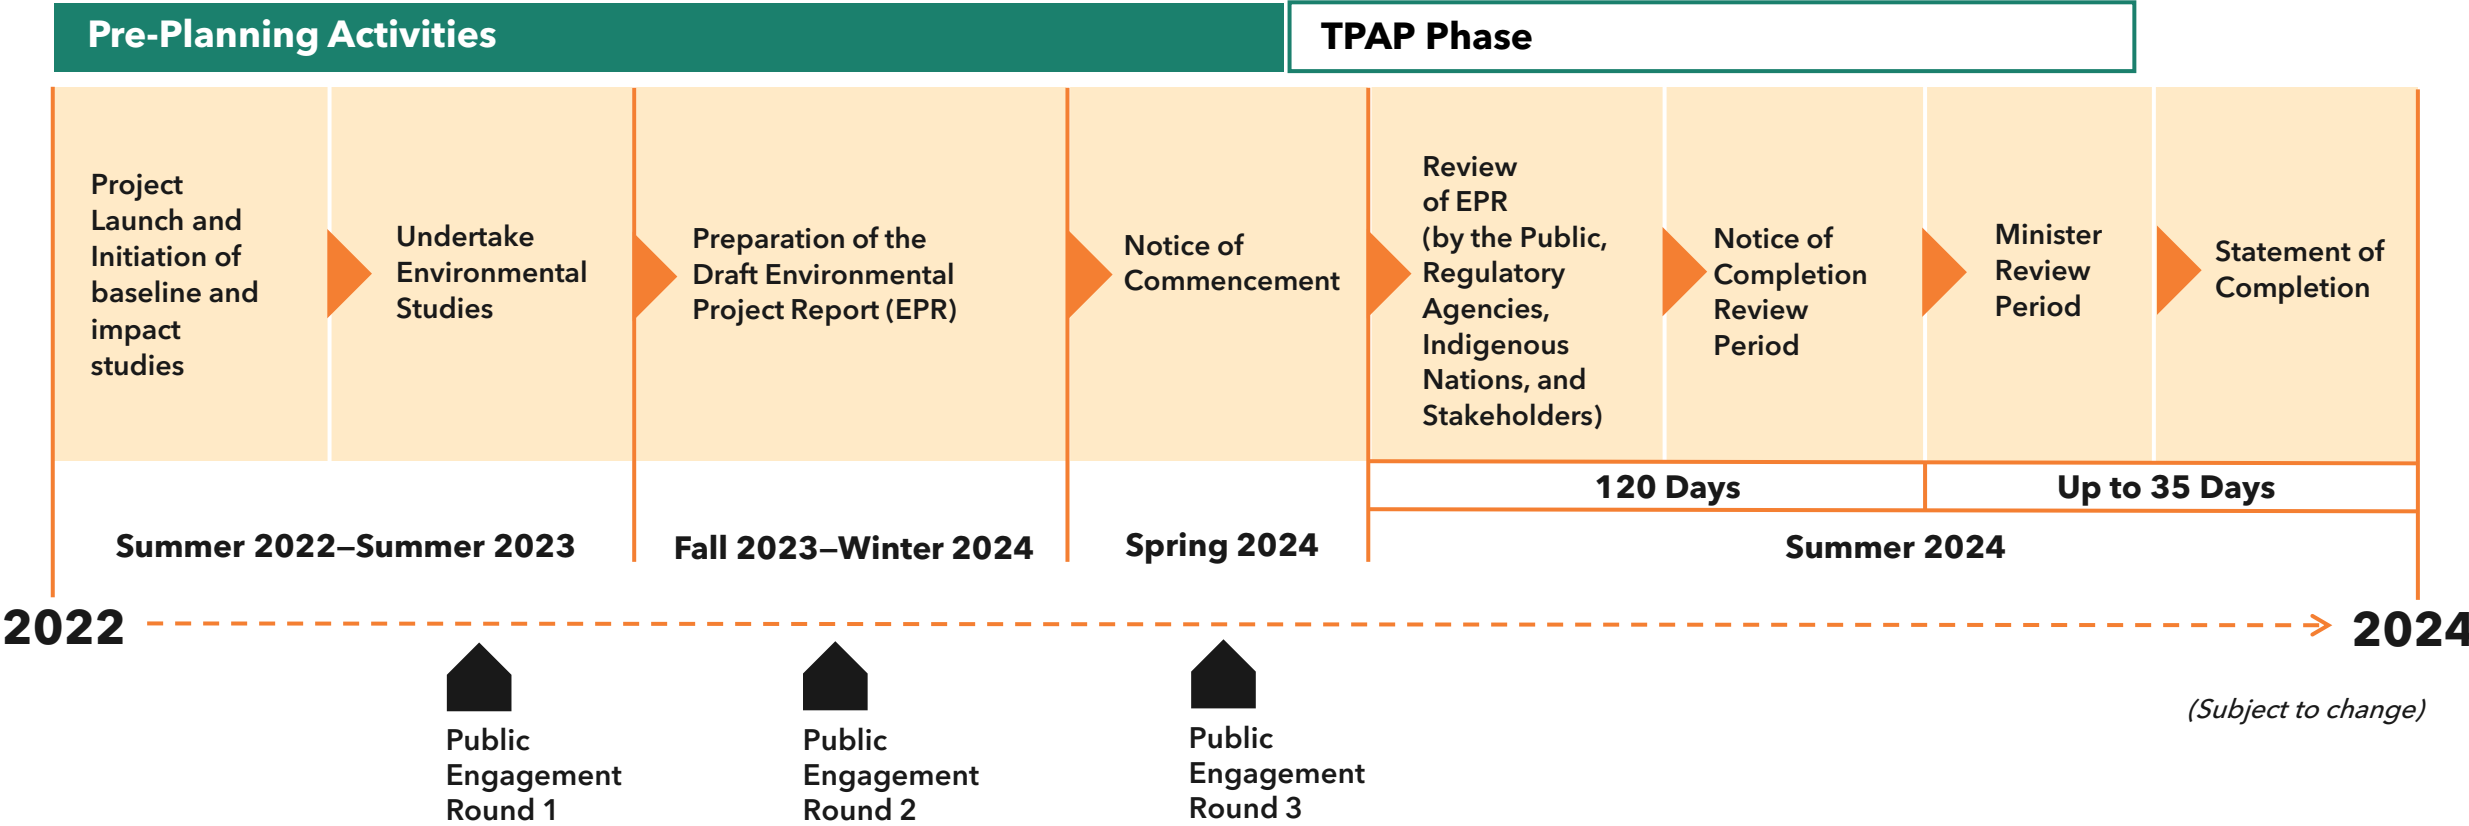 Pre-Planning Activities
TPAP Phase
Project
Launch and
Initiation of
baseline and
impact
studies
Undertake
Environmental
Studies
Preparation of the
Draft Environmental
Project Report (EPR)
Notice of
Commencement
Review
of EPR
(by the Public,
Regulatory
Agencies,
Indigenous
Nations, and
Stakeholders)
Notice of
Completion
Review
Period
Minister
Review
Period
Statement of
Completion
120 Days
Up to 35 Days
Summer 2022–Summer 2023
Fall 2023–Winter 2024
Spring 2024
Summer 2024
2022
2024
Public
Engagement
Round 1
Public
Engagement
Round 2
Public
Engagement
Round 3
(Subject to change)